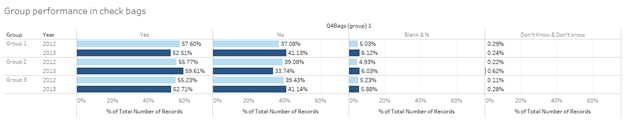 Group performance in check bags
Q4Bags (group) 1
Group Year Yes No Blank & N Don't Know & Don't know
Group 1 2012 57.60% 37.08% 5.03% 0.29%
2013 52.51% 41.13% 6.12% 0.24%
Group 2 2012 55.77% 39.08% 4.93% 0.22%
2013 59.61% 33.74% 6.03% 0.62%
Group 3 2012 55.23% 39.43% 5.23% 0.11%
2013 52.71% 41.14% 5.88% 0.28%
0% 20% 40% 60% 0% 20% 40% 60% 0% 20% 40% 60% 0% 20% 40% 60%
% of Total Number of Records % of Total Number of Records % of Total Number of Records % of Total Number of Records